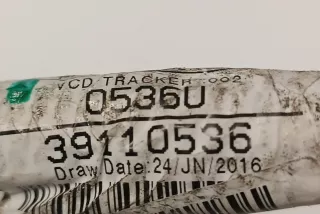 VCD TRACKER .002
0536U
39110536
Draw Date:24/JN/2016